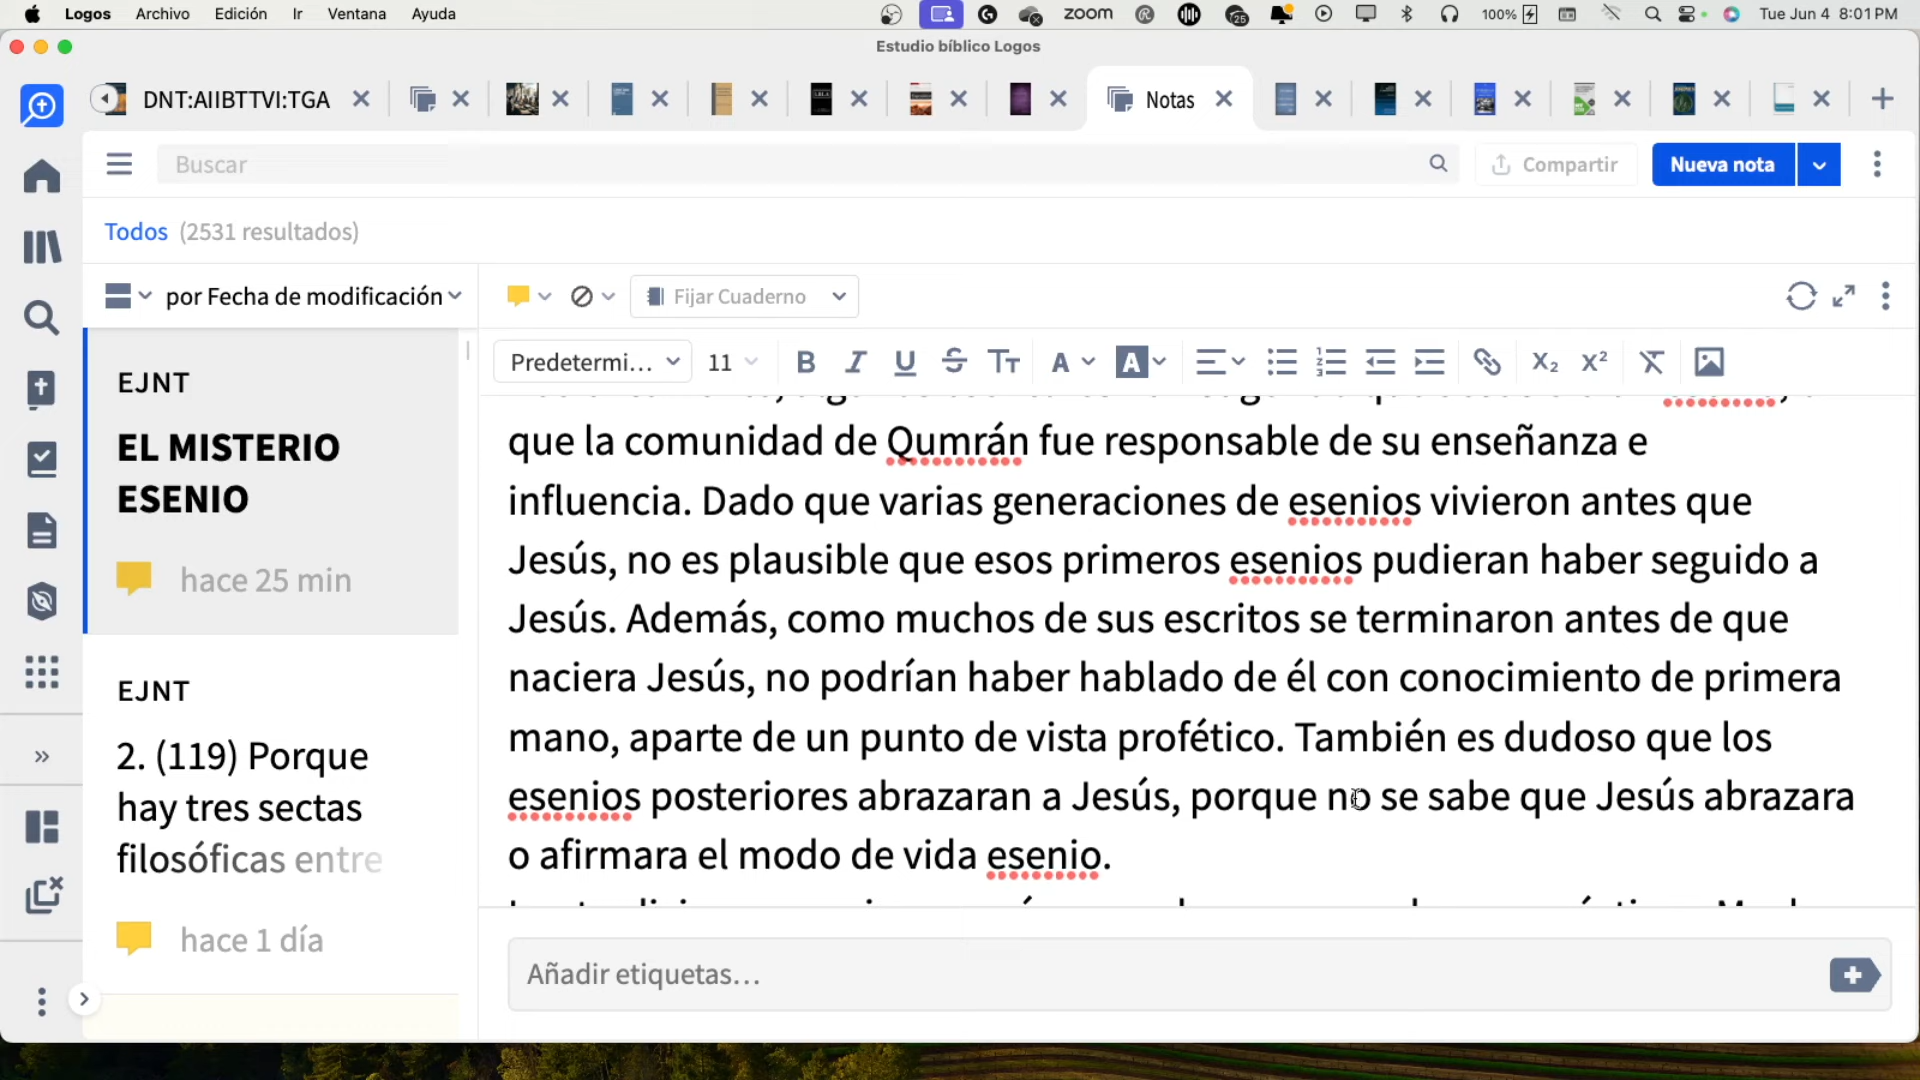 Logos Archivo Edición Ir Ventana Ayuda
zoom
25
100%
Tue Jun 4 8:01 PM
Estudio bíblico Logos
DNT:AIIBTTVI:TGA
Notas
Buscar
Compartir
Nueva nota
Todos (2531 resultados)
por Fecha de modificación
Fijar Cuaderno
Predetermi...
11
EJNT
EL MISTERIO
ESENIO
hace 25 min
EJNT
2. (119) Porque
hay tres sectas
filosóficas entre
hace 1 día
que la comunidad de Qumrán fue responsable de su enseñanza e
influencia. Dado que varias generaciones de esenios vivieron antes que
Jesús, no es plausible que esos primeros esenios pudieran haber seguido a
Jesús. Además, como muchos de sus escritos se terminaron antes de que
naciera Jesús, no podrían haber hablado de él con conocimiento de primera
mano, aparte de un punto de vista profético. También es dudoso que los
esenios posteriores abrazaran a Jesús, porque no se sabe que Jesús abrazara
o afirmara el modo de vida esenio.
Añadir etiquetas...